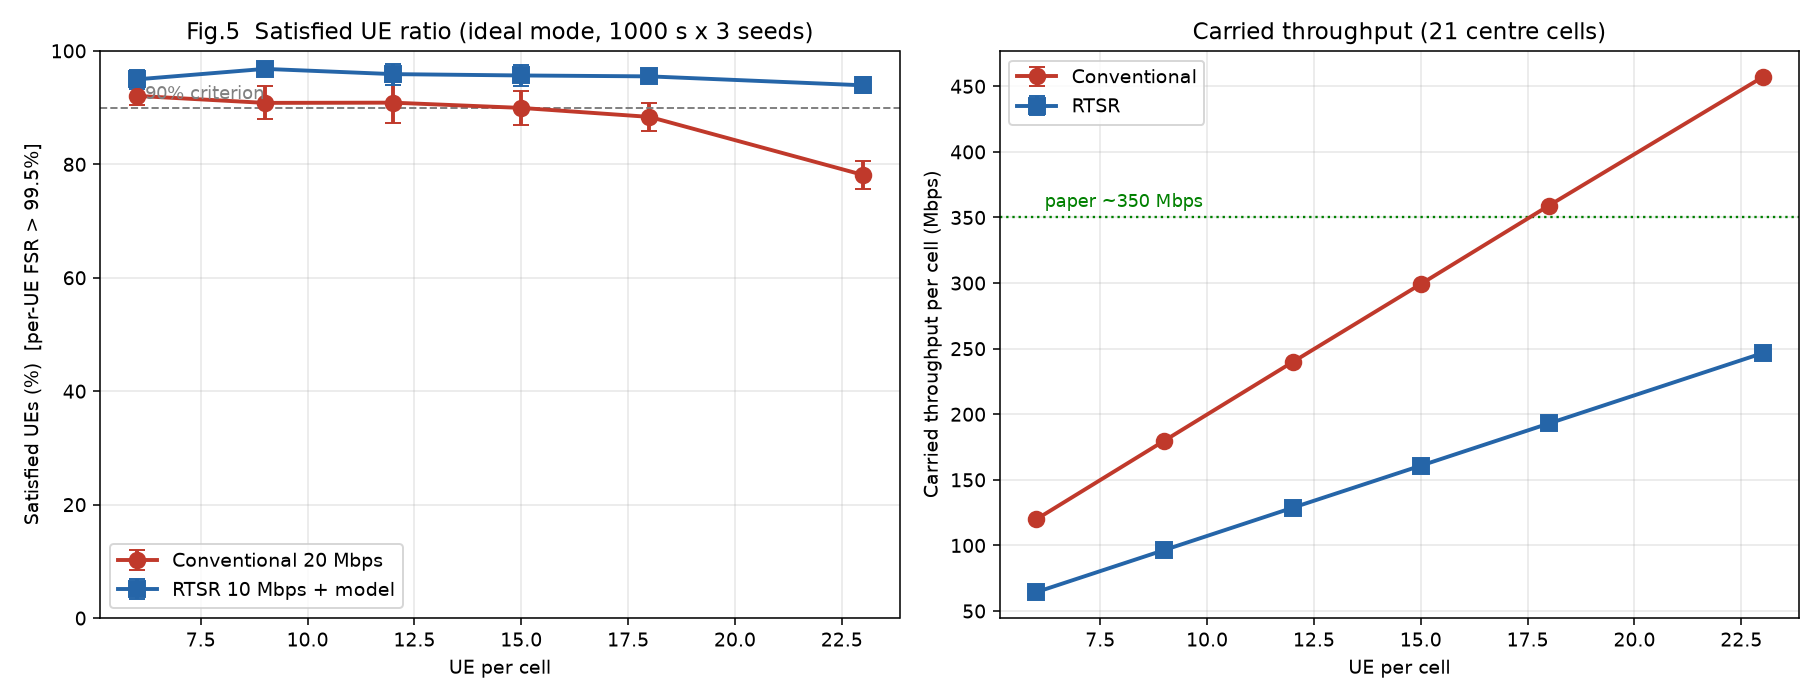 Fig.5  Satisfied UE ratio (ideal mode, 1000 s x 3 seeds)
Satisfied UEs (%)  [per-UE FSR > 99.5%]
100
80
60
40
20
0
90% criterion
Conventional 20 Mbps
RTSR 10 Mbps + model
7.5
10.0
12.5
15.0
17.5
20.0
22.5
UE per cell
Carried throughput (21 centre cells)
Carried throughput per cell (Mbps)
450
400
350
300
250
200
150
100
50
Conventional
RTSR
paper ~350 Mbps
7.5
10.0
12.5
15.0
17.5
20.0
22.5
UE per cell